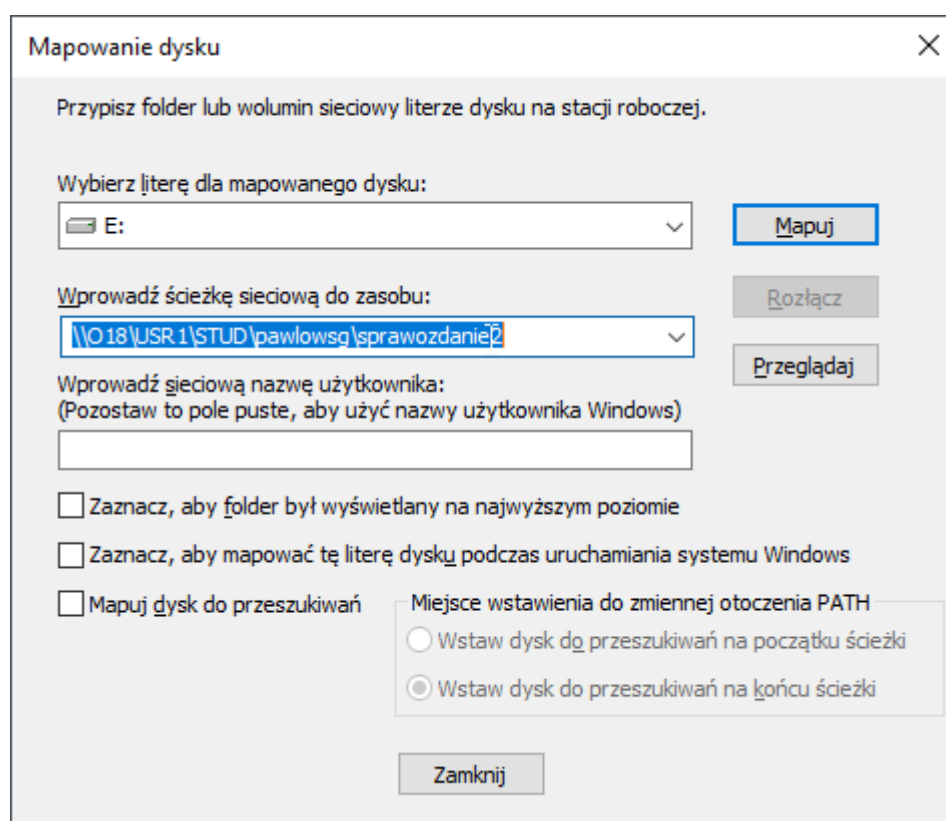 Mapowanie dysku
Przypisz folder lub wolumin sieciowy literze dysku na stacji roboczej.
Wybierz literę dla mapowanego dysku:
E:
Mapuj
Wprowadź ścieżkę sieciową do zasobu:
Rozłącz
\\O18\USR1\STUD\pawlowsg\sprawozdanie2
Przeglądaj
Wprowadź sieciową nazwę użytkownika:
(Pozostaw to pole puste, aby użyć nazwy użytkownika Windows)
Zaznacz, aby folder był wyświetlany na najwyższym poziomie
Zaznacz, aby mapować tę literę dysku podczas uruchamiania systemu Windows
Mapuj dysk do przeszukiwań
Miejsce wstawienia do zmiennej otoczenia PATH
Wstaw dysk do przeszukiwań na początku ścieżki
Wstaw dysk do przeszukiwań na końcu ścieżki
Zamknij